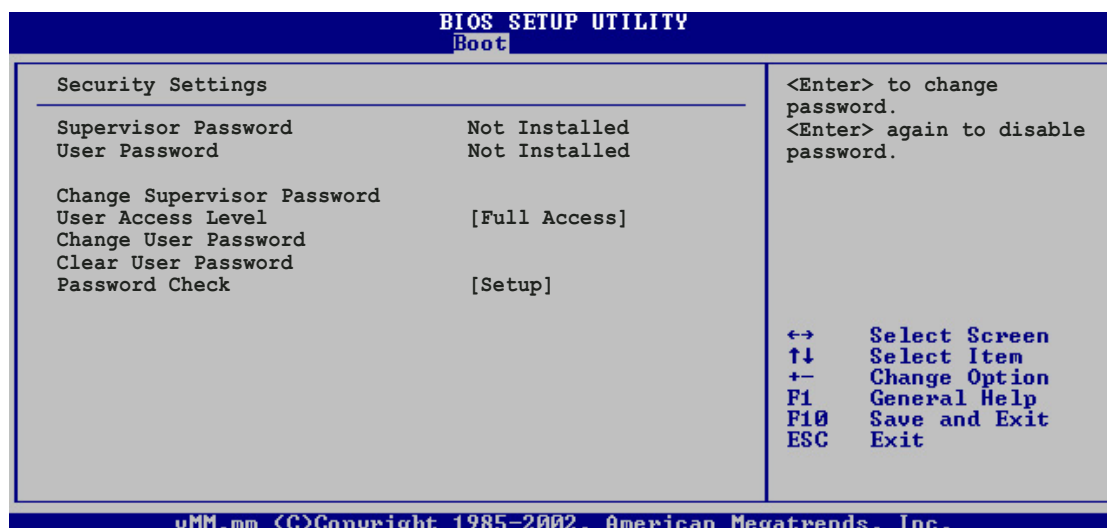 BIOS SETUP UTILITY
Boot
Security Settings
Supervisor Password Not Installed
User Password Not Installed
Change Supervisor Password
User Access Level [Full Access]
Change User Password
Clear User Password
Password Check [Setup]
<Enter> to change
password.
<Enter> again to disable
password.
←→ Select Screen
↑↓ Select Item
+- Change Option
F1 General Help
F10 Save and Exit
ESC Exit
vMM.mm (C)Copyright 1985-2002, American Megatrends, Inc.